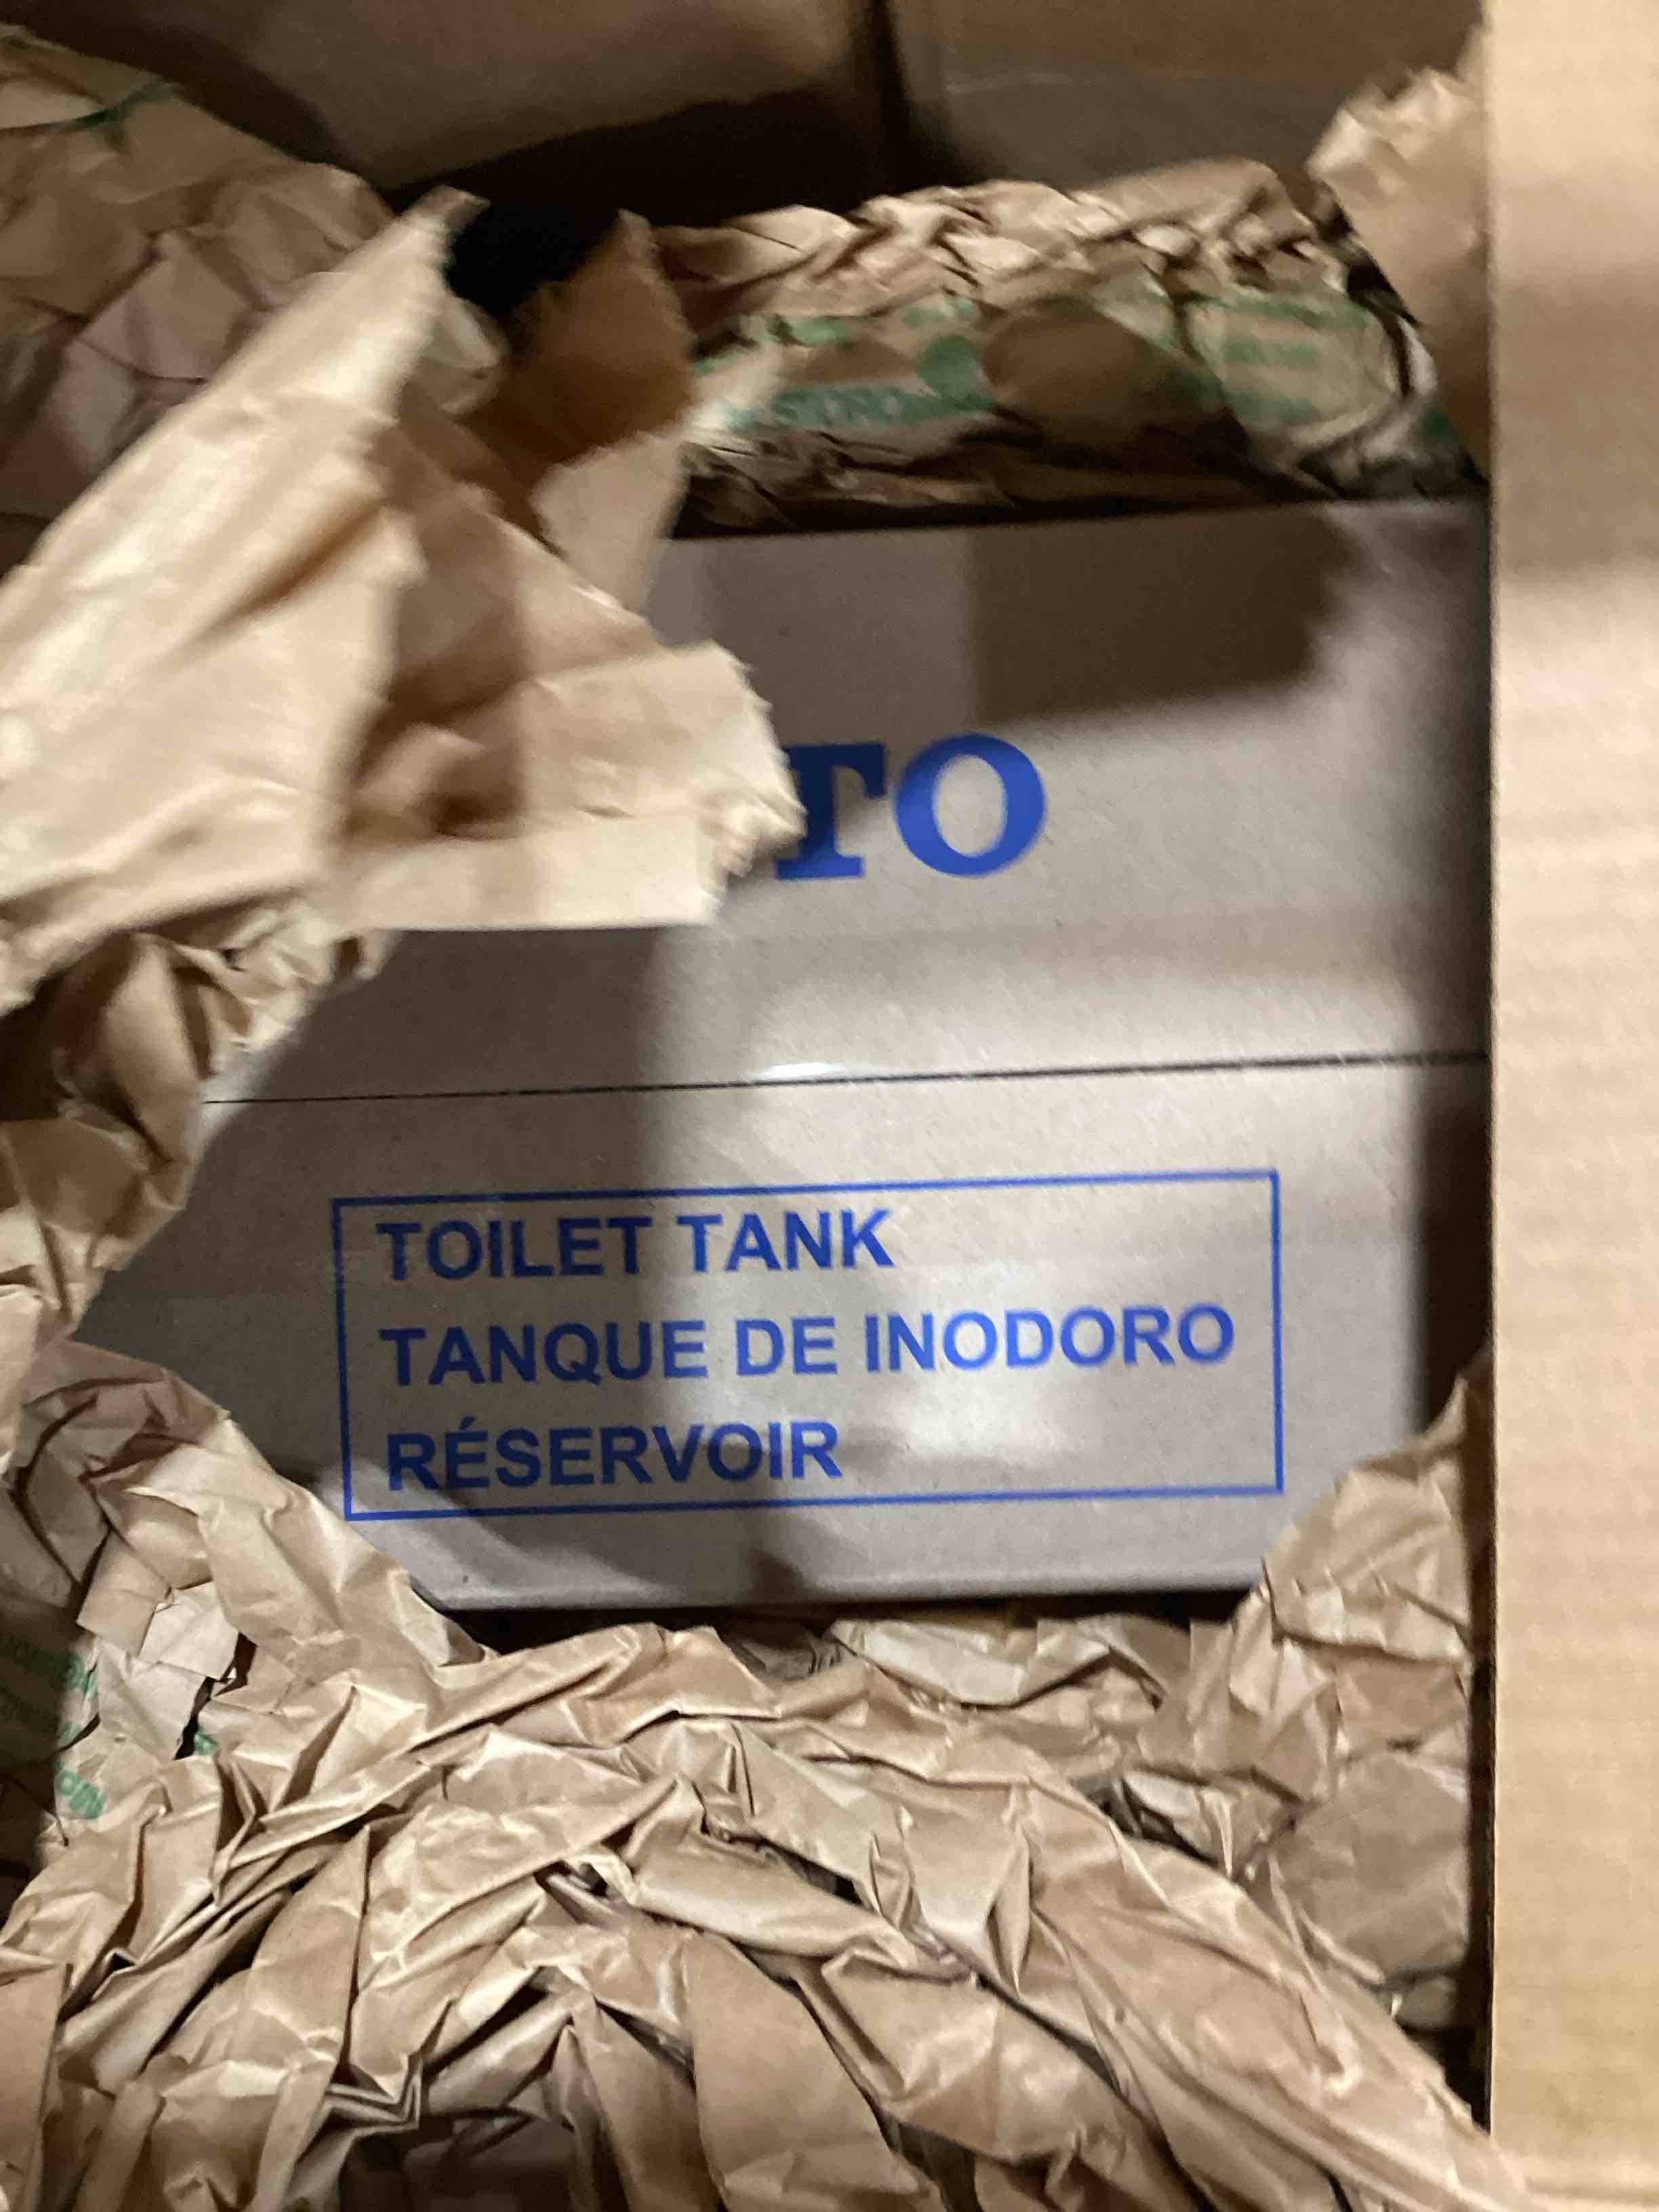 TO
TOILET TANK
TANQUE DE INODORO
RÉSERVOIR